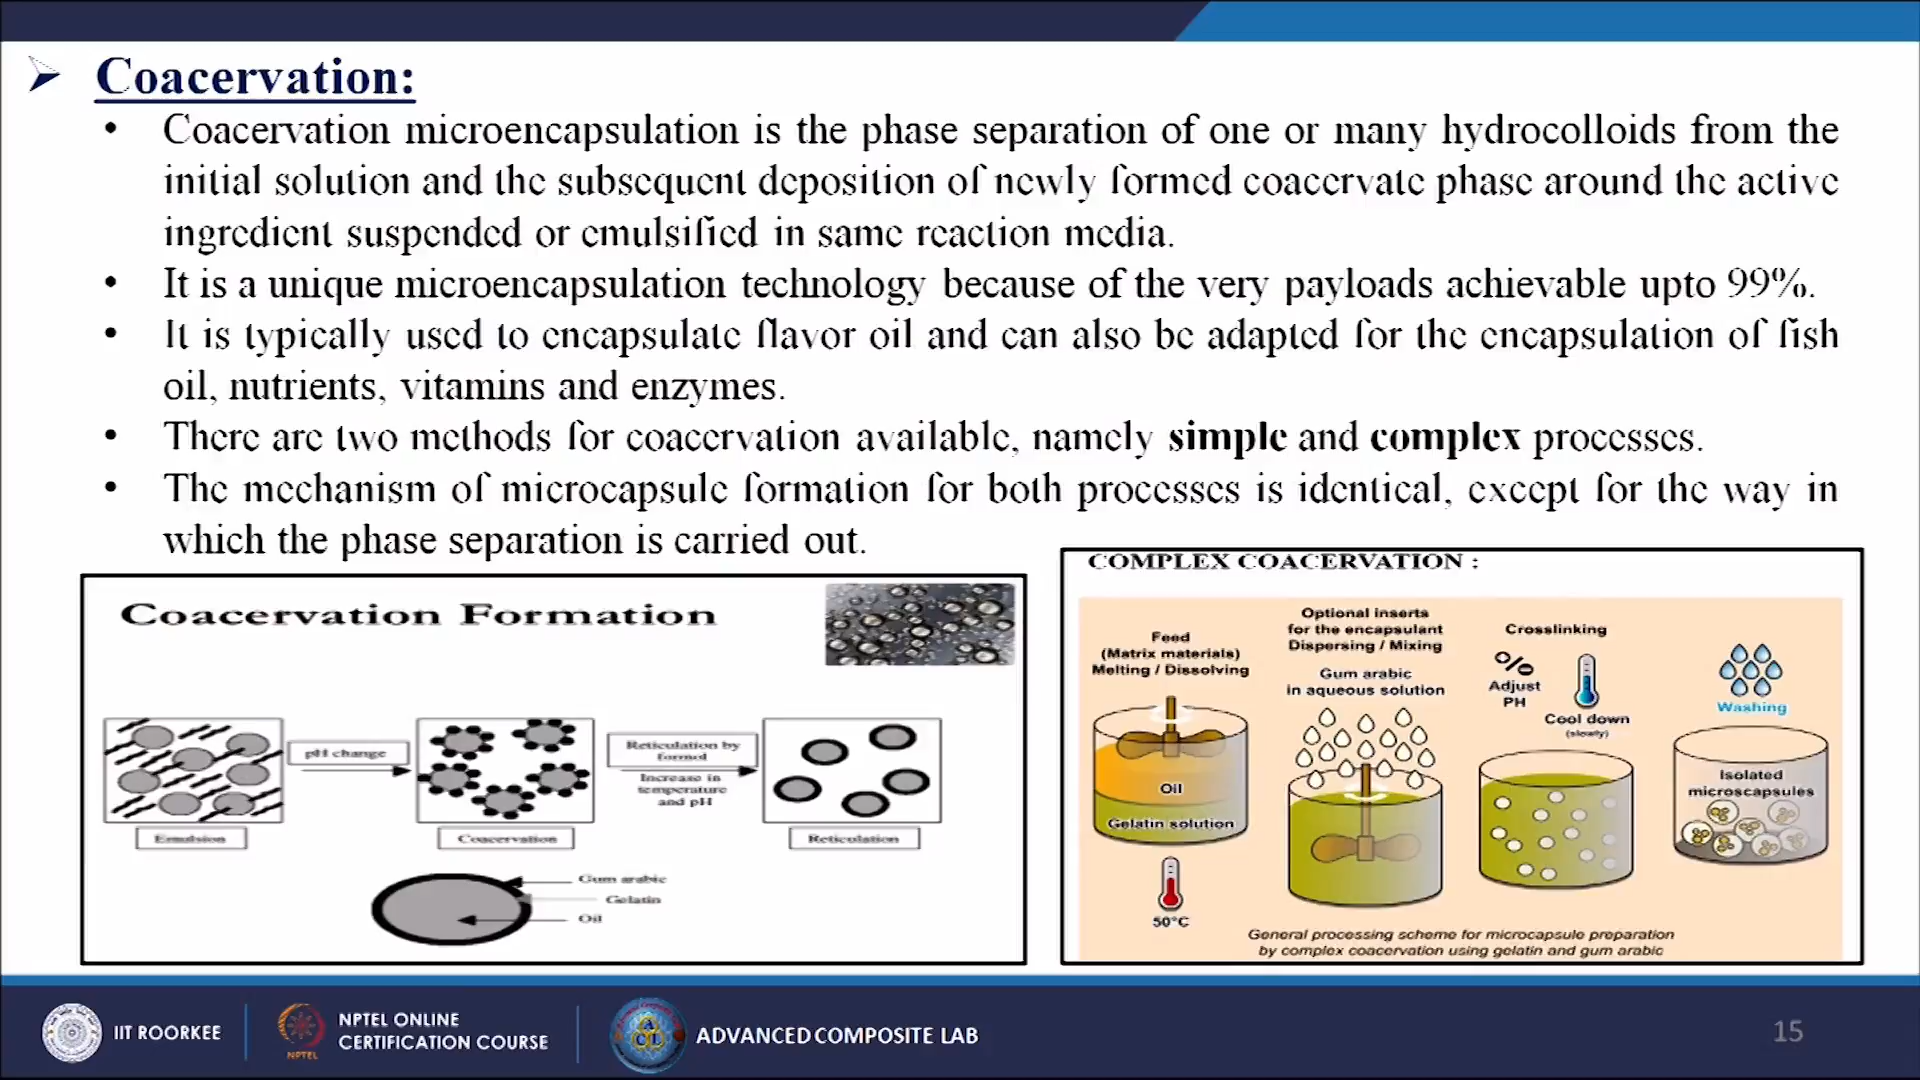 Coacervation:
• Coacervation microencapsulation is the phase separation of one or many hydrocolloids from the
initial solution and the subsequent deposition of newly formed coacervate phase around the active
ingredient suspended or emulsified in same reaction media.
• It is a unique microencapsulation technology because of the very payloads achievable upto 99%.
• It is typically used to encapsulate flavor oil and can also be adapted for the encapsulation of fish
oil, nutrients, vitamins and enzymes.
• There are two methods for coacervation available, namely simple and complex processes.
• The mechanism of microcapsule formation for both processes is identical, except for the way in
which the phase separation is carried out.
Coacervation Formation
pH change
Reticulation by
formol
Increase in
temperature
and pH
Emulsion
Coacervation
Reticulation
Gum arabic
Gelatin
Oil
COMPLEX COACERVATION :
Feed
(Matrix materials)
Melting / Dissolving
Oil
Gelatin solution
50°C
Optional inserts
for the encapsulant
Dispersing / Mixing
Gum arabic
in aqueous solution
Crosslinking
Adjust
PH
Cool down
(slowly)
Washing
Isolated
microscapsules
General processing scheme for microcapsule preparation
by complex coacervation using gelatin and gum arabic
IIT ROORKEE
NPTEL
NPTEL ONLINE
CERTIFICATION COURSE
ADVANCED COMPOSITE LAB
15